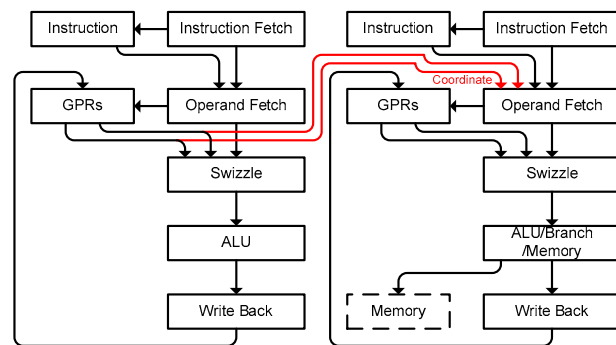 Instruction
Instruction Fetch
Instruction
Instruction Fetch
Coordinate
GPRs
Operand Fetch
GPRs
Operand Fetch
Swizzle
Swizzle
ALU
ALU/Branch
/Memory
Write Back
Memory
Write Back